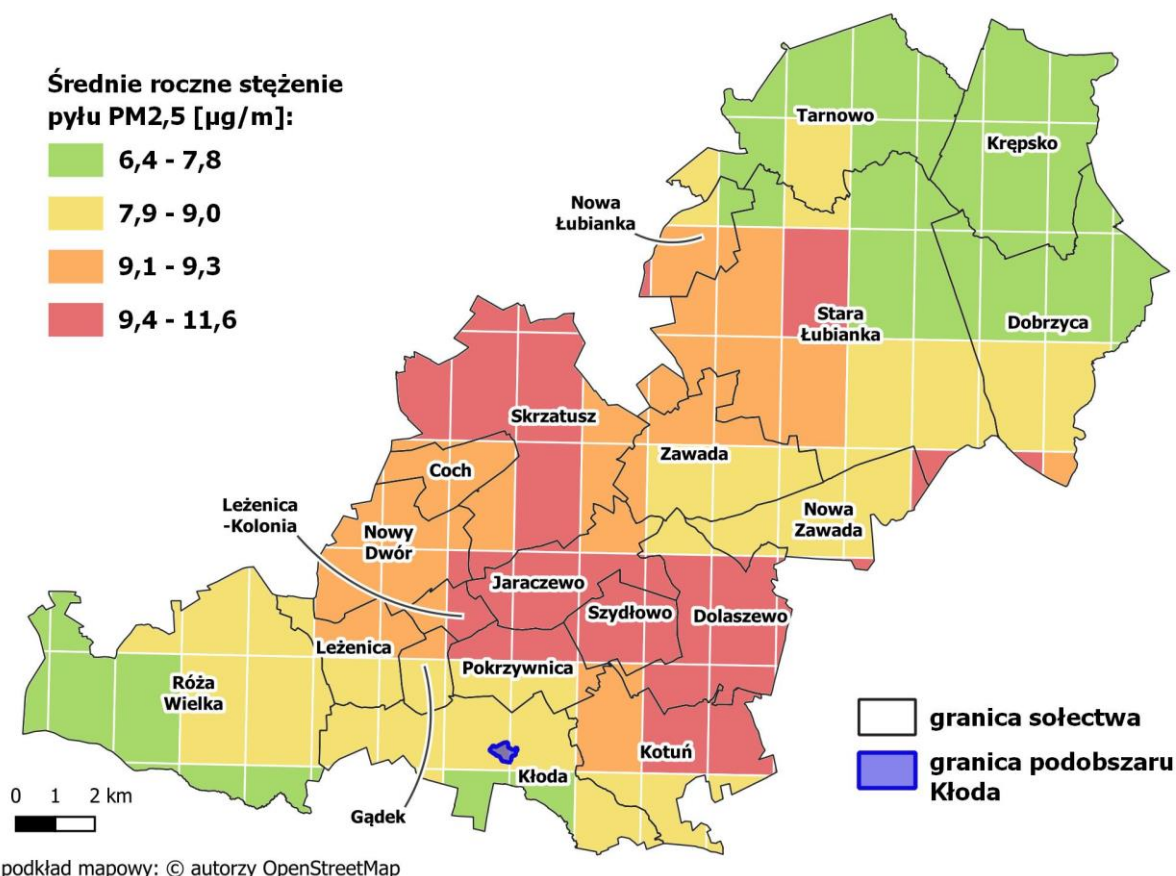 Średnie roczne stężenie
pyłu PM2,5 [µg/m]:
6,4 - 7,8
7,9 - 9,0
9,1 - 9,3
9,4 - 11,6
Tarnowo
Krępsko
Nowa
Łubianka
Stara
Łubianka
Dobrzyca
Skrzatusz
Zawada
Coch
Leżenica
-Kolonia
Nowy
Dwór
Nowa
Zawada
Jaraczewo
Szydłowo
Dolaszewo
Leżenica
Pokrzywnica
Róża
Wielka
Kotuń
Kłoda
Gądek
granica sołectwa
granica podobszaru
Kłoda
0 1 2 km
podkład mapowy: © autorzy OpenStreetMap